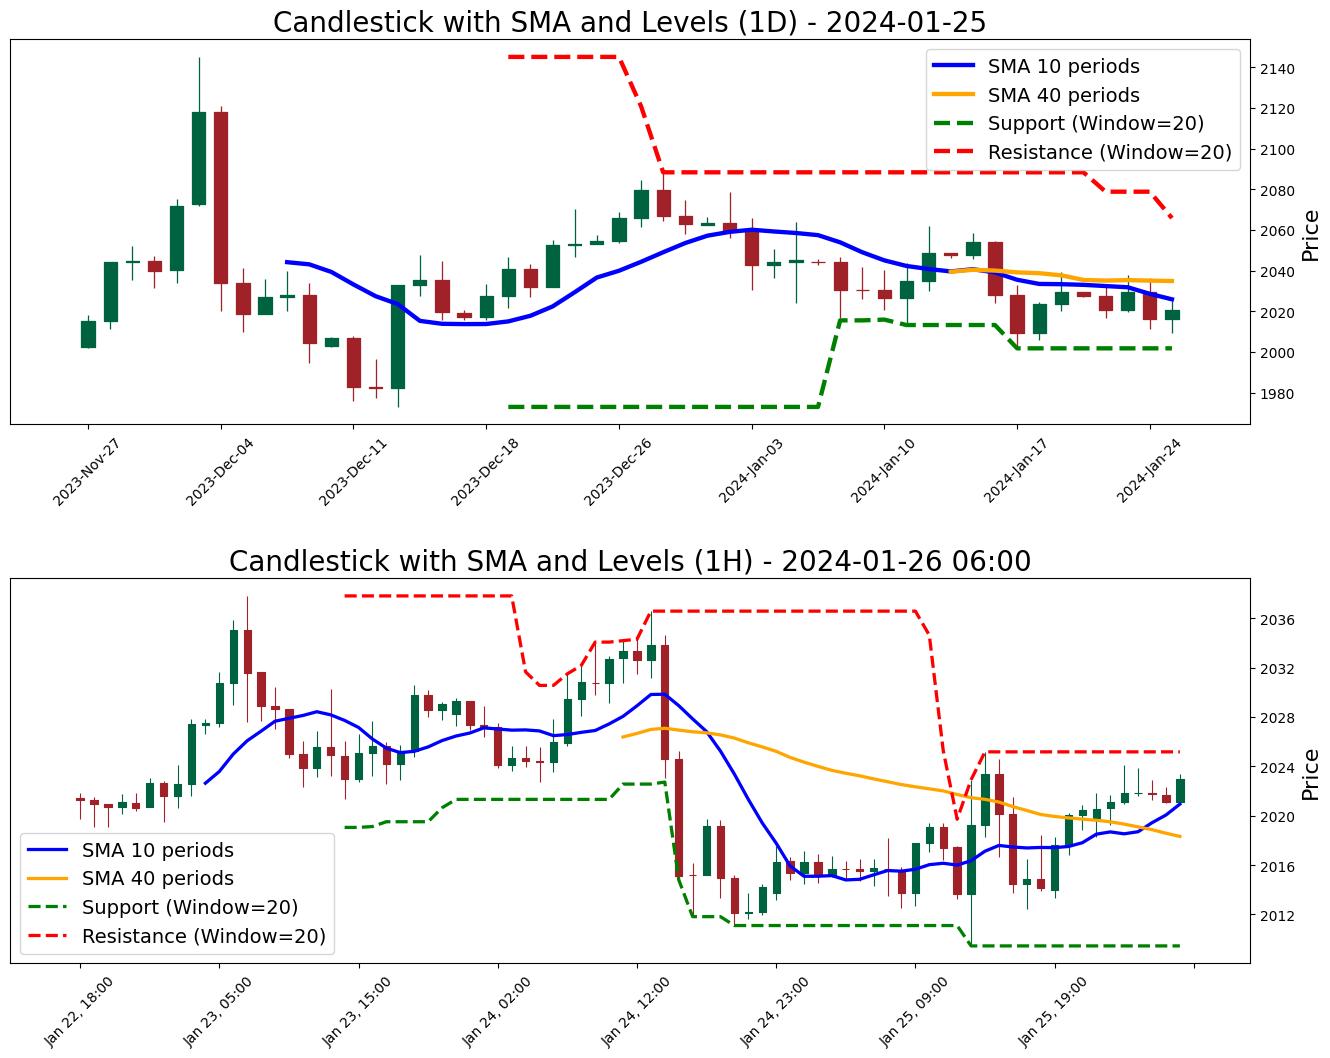 Candlestick with SMA and Levels (1D) - 2024-01-25
SMA 10 periods
SMA 40 periods
Support (Window=20)
Resistance (Window=20)
2140
2120
2100
2080
2060
2040
2020
2000
1980
Price
2023-Nov-27
2023-Dec-04
2023-Dec-11
2023-Dec-18
2023-Dec-26
2024-Jan-03
2024-Jan-10
2024-Jan-17
2024-Jan-24
Candlestick with SMA and Levels (1H) - 2024-01-26 06:00
2036
2032
2028
2024
2020
2016
2012
Price
SMA 10 periods
SMA 40 periods
Support (Window=20)
Resistance (Window=20)
Jan 22, 18:00
Jan 23, 05:00
Jan 23, 15:00
Jan 24, 02:00
Jan 24, 12:00
Jan 24, 23:00
Jan 25, 09:00
Jan 25, 19:00